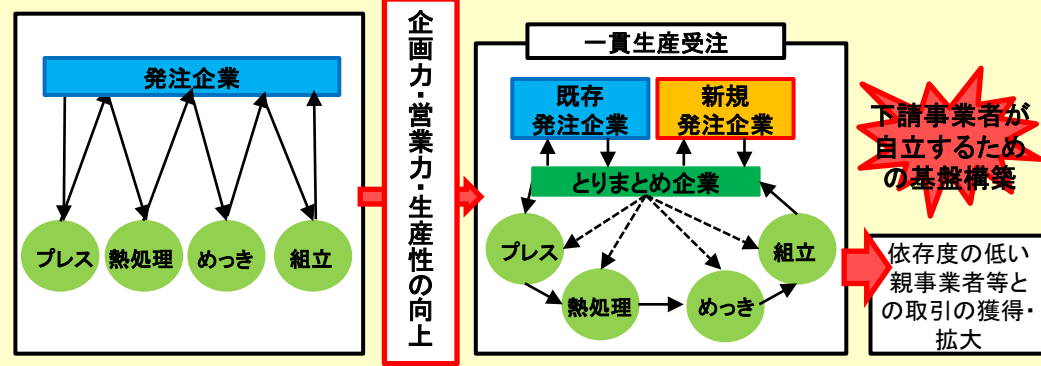 発注企業
プレス
熱処理
めっき
組立
企画力・営業力・生産性の向上
一貫生産受注
既存
発注企業
新規
発注企業
とりまとめ企業
プレス
熱処理
めっき
組立
下請事業者が
自立するため
の基盤構築
依存度の低い
親事業者等と
の取引の獲得・
拡大